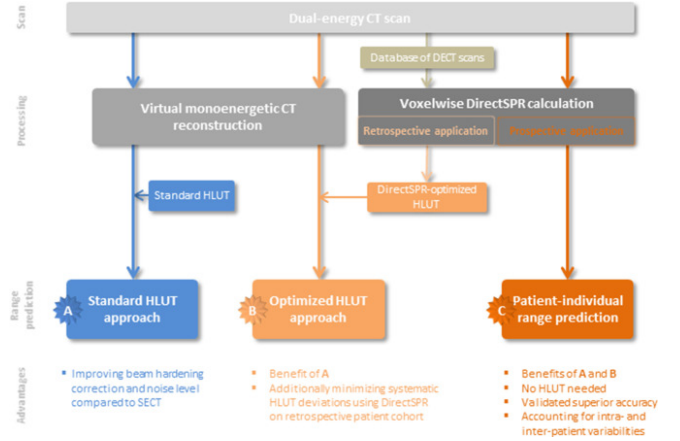 Scan
Dual-energy CT scan
Database of DECT scans
Processing
Virtual monoenergetic CT
reconstruction
Voxelwise DirectSPR calculation
Retrospective application
Prospective application
Standard HLUT
DirectSPR-optimized
HLUT
Range
prediction
A
Standard HLUT
approach
B
Optimized HLUT
approach
C
Patient-individual
range prediction
Advantages
▪ Improving beam hardening
correction and noise level
compared to SECT
▪ Benefit of A
▪ Additionally minimizing systematic
HLUT deviations using DirectSPR
on retrospective patient cohort
▪ Benefits of A and B
▪ No HLUT needed
▪ Validated superior accuracy
▪ Accounting for intra- and
inter-patient variabilities